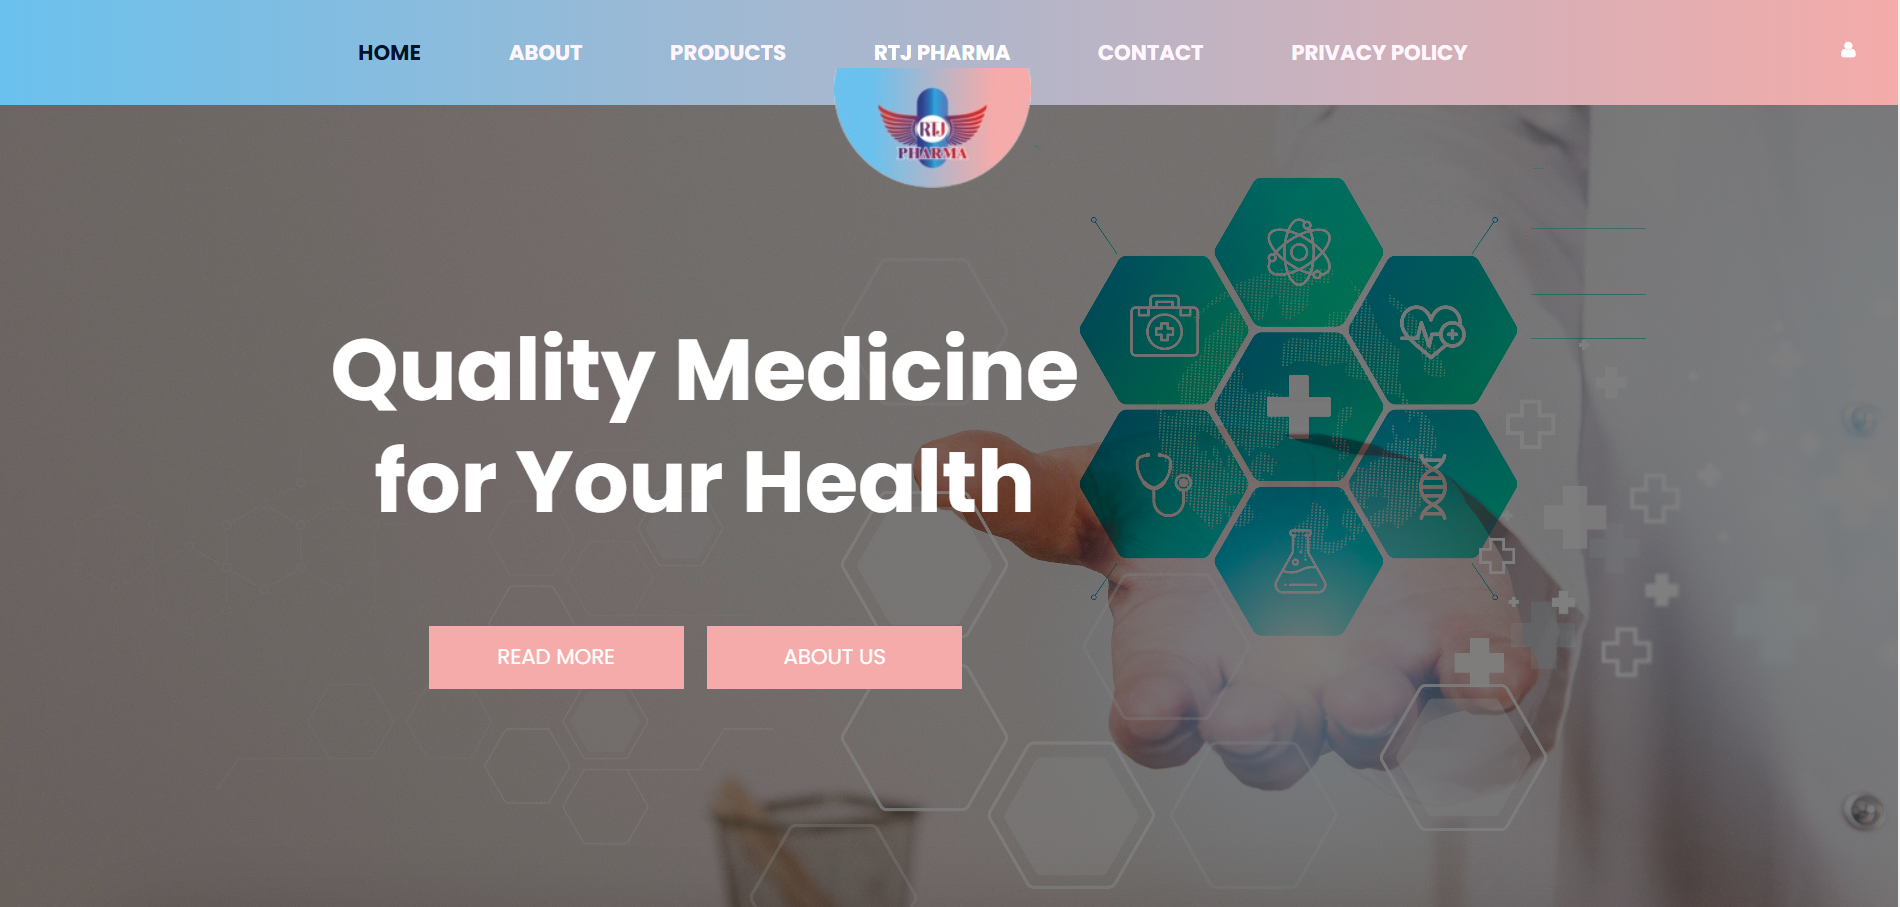 HOME ABOUT PRODUCTS RTJ PHARMA CONTACT PRIVACY POLICY
RTJ
PHARMA
Quality Medicine
for Your Health
READ MORE ABOUT US